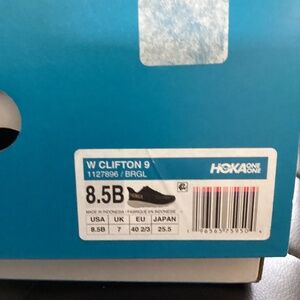 W CLIFTON 9
1127896 / BRGL
HOKA ONE ONE
8.5B
MADE IN INDONESIA / FABRIQUÉ EN INDONÉSIE
USA UK EU JAPAN
8.5B 7 40 2/3 25.5